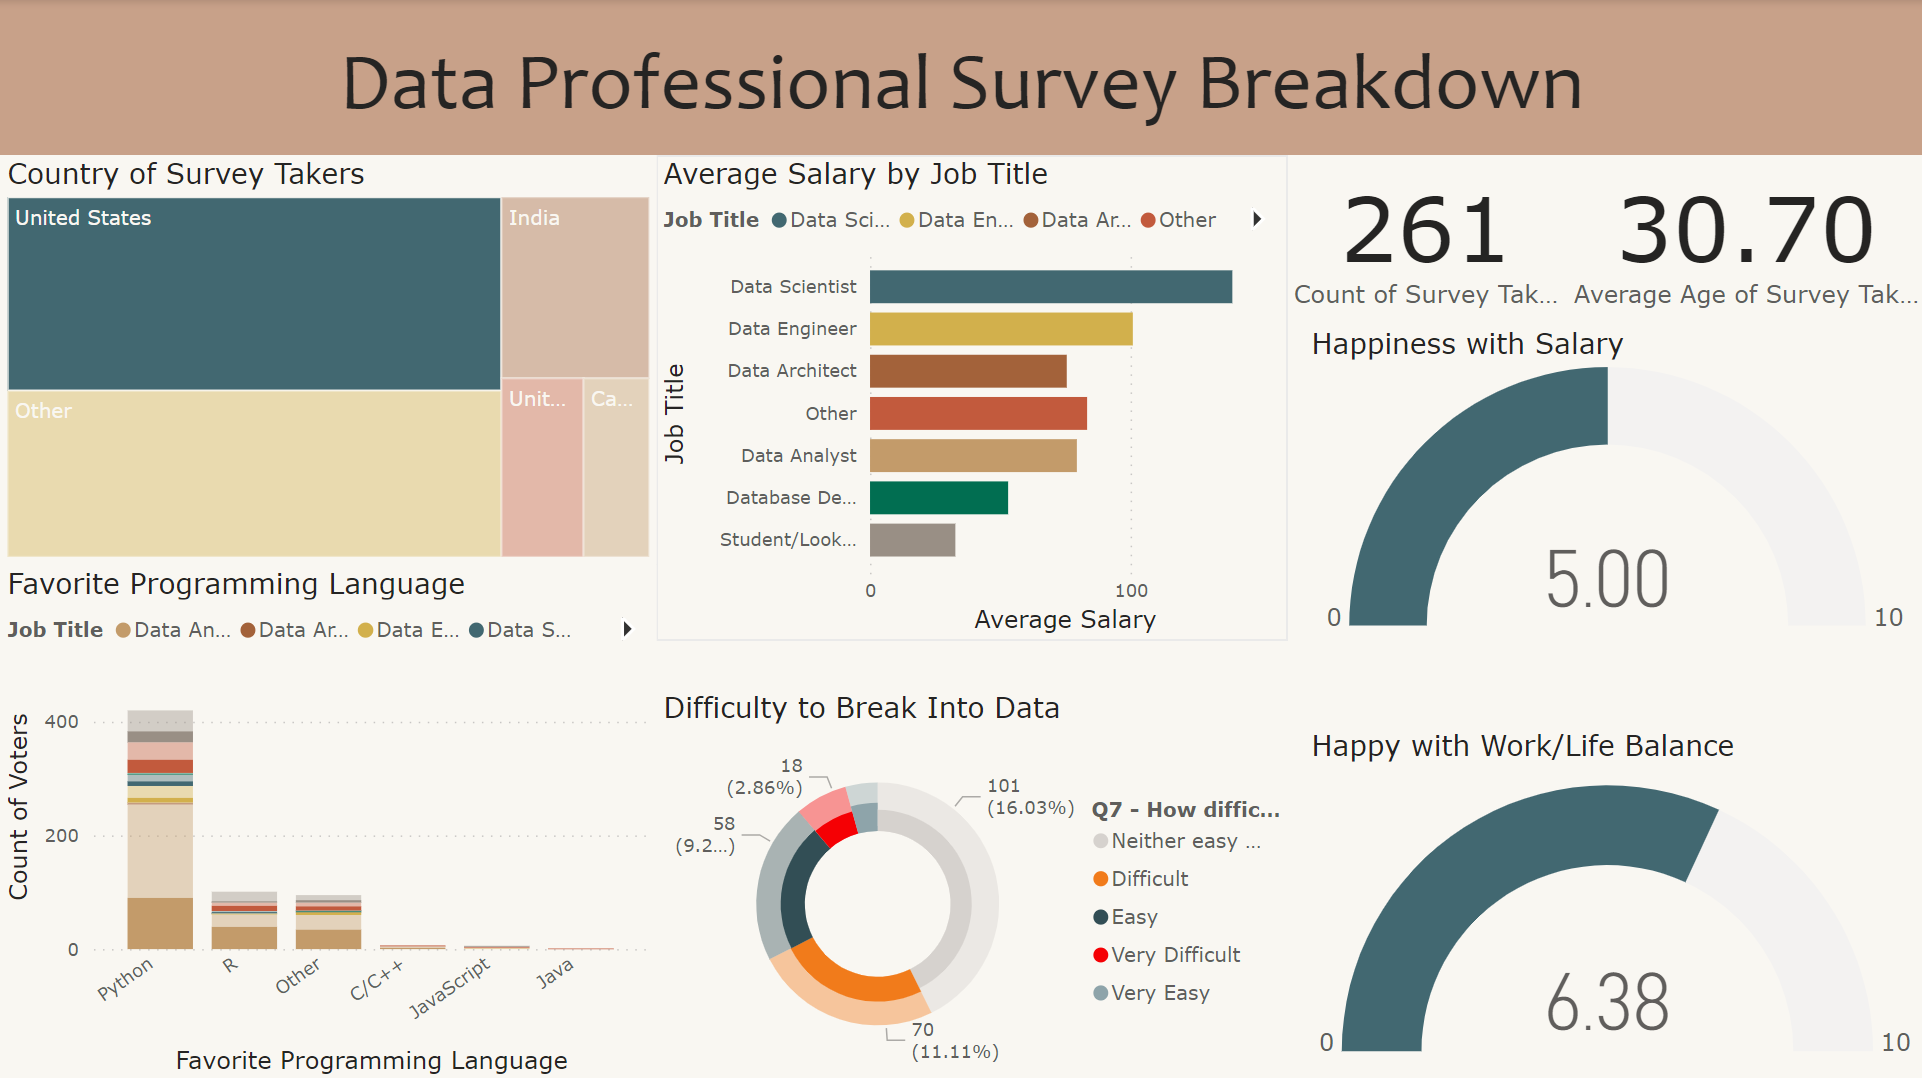 Data Professional Survey Breakdown
Country of Survey Takers
United States
India
Other
Unit...
Ca...
Average Salary by Job Title
Job Title Data Sci... Data En... Data Ar... Other
Job Title
Data Scientist
Data Engineer
Data Architect
Other
Data Analyst
Database De...
Student/Look...
0 100
Average Salary
261
Count of Survey Tak...
30.70
Average Age of Survey Tak...
Happiness with Salary
5.00
0 10
Favorite Programming Language
Job Title Data An... Data Ar... Data E... Data S...
Count of Voters
400
200
0
Python R Other C/C++ JavaScript Java
Favorite Programming Language
Difficulty to Break Into Data
18
(2.86%)
101
(16.03%)
58
(9.2...)
70
(11.11%)
Q7 - How diffic...
Neither easy ...
Difficult
Easy
Very Difficult
Very Easy
Happy with Work/Life Balance
6.38
0 10